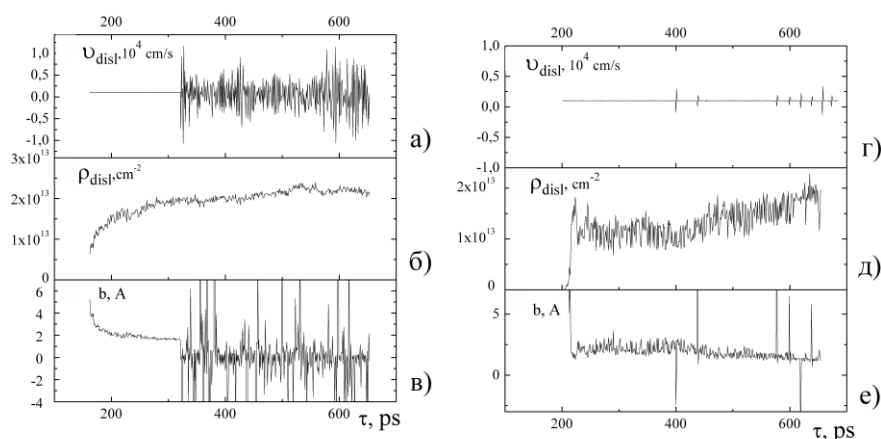 200 400 600
1,0
0,5
0,0
-0,5
-1,0
υdisl,10⁴ cm/s
а)
3x10¹³
2x10¹³
1x10¹³
0
ρdisl,cm⁻²
б)
6
4
2
0
-2
-4
b, A
в)
200 400 600 τ, ps
200 400 600
1,0
0,5
0,0
-0,5
-1,0
υdisl, 10⁴ cm/s
г)
2x10¹³
1x10¹³
0
ρdisl, cm⁻²
д)
5
0
b, A
е)
200 400 600 τ, ps